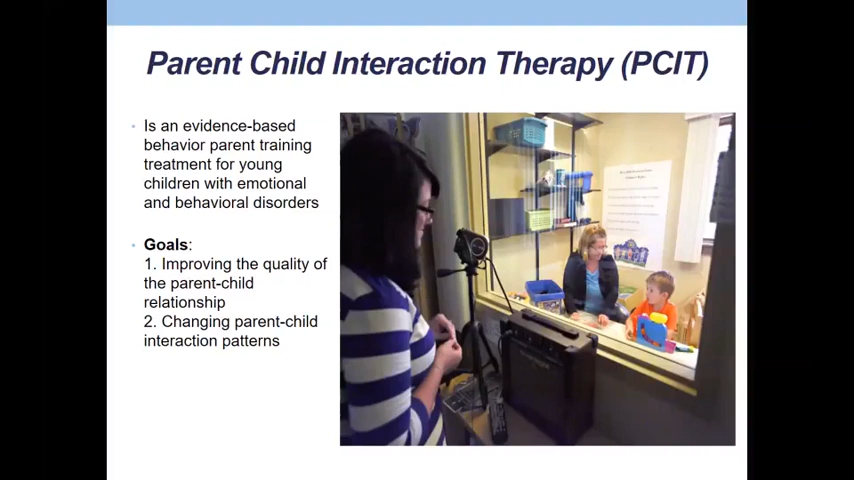 Parent Child Interaction Therapy (PCIT)
• Is an evidence-based
behavior parent training
treatment for young
children with emotional
and behavioral disorders
• Goals:
1. Improving the quality of
the parent-child
relationship
2. Changing parent-child
interaction patterns